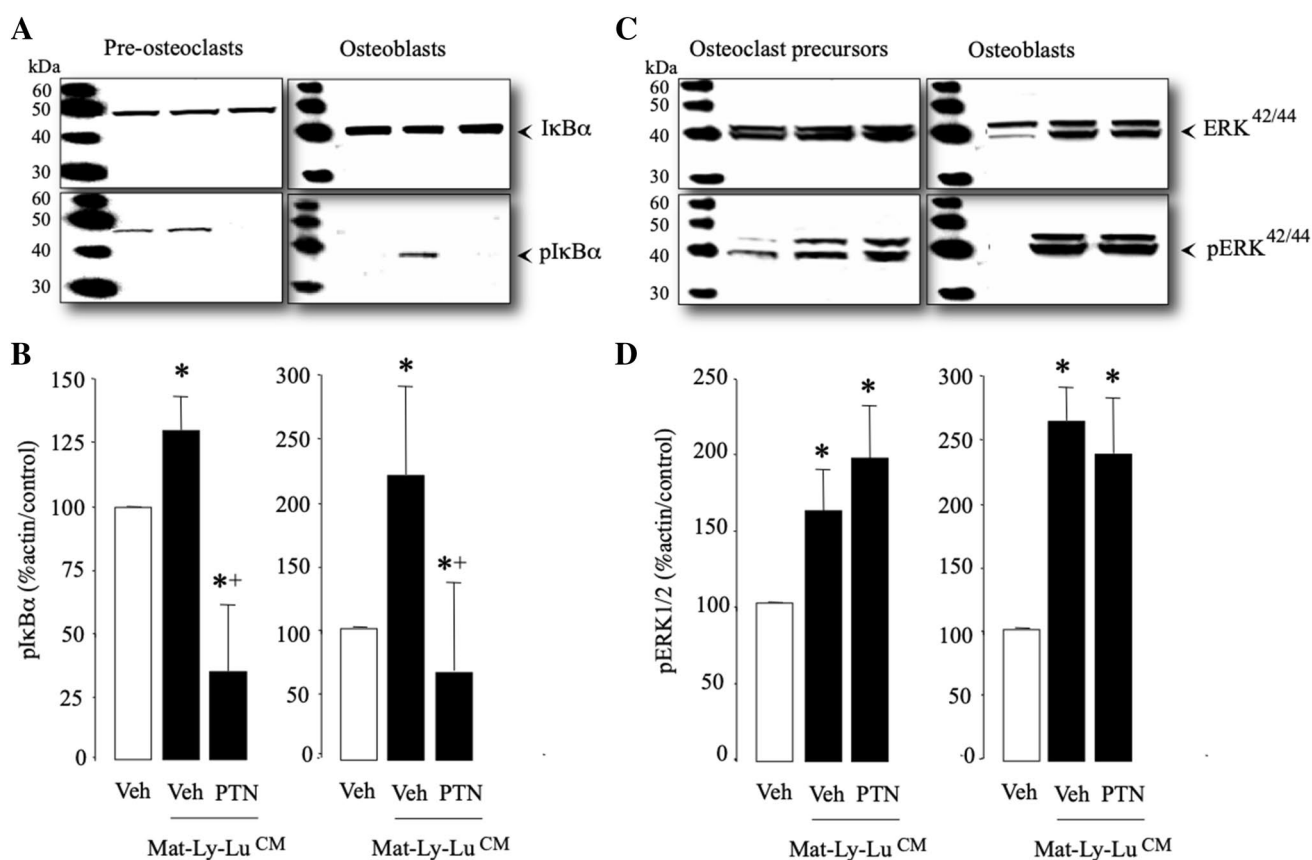 A
Pre-osteoclasts
Osteoblasts
kDa
60
50
40
30
IκBα
60
50
40
30
pIκBα
C
Osteoclast precursors
Osteoblasts
kDa
60
50
40
30
ERK42/44
60
50
40
30
pERK42/44
B
pIκBα (%actin/control)
150
125
100
75
50
25
0
*
*+
300
250
200
150
100
50
0
*
*+
Veh Veh PTN
Mat-Ly-Lu CM
Veh Veh PTN
Mat-Ly-Lu CM
D
pERK1/2 (%actin/control)
250
200
150
100
50
0
*
*
300
250
200
150
100
50
0
*
*
Veh Veh PTN
Mat-Ly-Lu CM
Veh Veh PTN
Mat-Ly-Lu CM